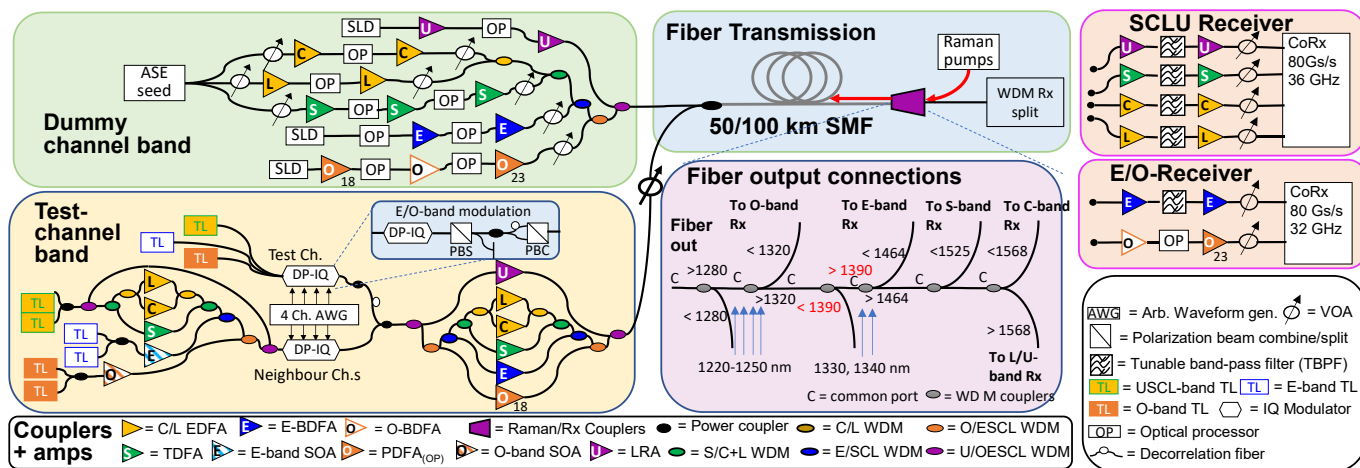 SLD
U
OP
U
ASE
seed
C
OP
C
L
OP
OP
L
S
OP
S
OP
S
SLD
OP
E
OP
E
SLD
O
18
OP
O
OP
O
23
Dummy
channel band
Fiber Transmission
Raman
pumps
WDM Rx
split
50/100 km SMF
SCLU Receiver
U
U
S
S
C
C
L
L
CoRx
80Gs/s
36 GHz
E/O-Receiver
E
E
O
OP
O
23
CoRx
80 Gs/s
32 GHz
Test-
channel band
TL
TL
TL
E/O-band modulation
DP-IQ
PBS
PBC
Test Ch.
DP-IQ
4 Ch. AWG
DP-IQ
Neighbour Ch.s
TL
TL
TL
TL
TL
TL
L
C
S
E
O
U
L
C
S
E
O
18
Fiber output connections
To O-band
Rx
To E-band
Rx
To S-band
Rx
To C-band
Rx
Fiber
out
< 1320
< 1464
<1525
<1568
>1280
> 1390
C
C
C
C
C
C
< 1280
>1320
< 1390
> 1464
> 1568
1220-1250 nm
1330, 1340 nm
To L/U-
band Rx
C = common port
= WD M couplers
AWG = Arb. Waveform gen.
= VOA
= Polarization beam combine/split
= Tunable band-pass filter (TBPF)
TL = USCL-band TL
TL = E-band TL
TL = O-band TL
= IQ Modulator
OP = Optical processor
= Decorrelation fiber
Couplers
+ amps
= C/L EDFA
E = E-BDFA
O = O-BDFA
= Raman/Rx Couplers
= Power coupler
= C/L WDM
= O/ESCL WDM
S = TDFA
E = E-band SOA
O = PDFA(OP)
O = O-band SOA
U = LRA
= S/C+L WDM
= E/SCL WDM
= U/OESCL WDM